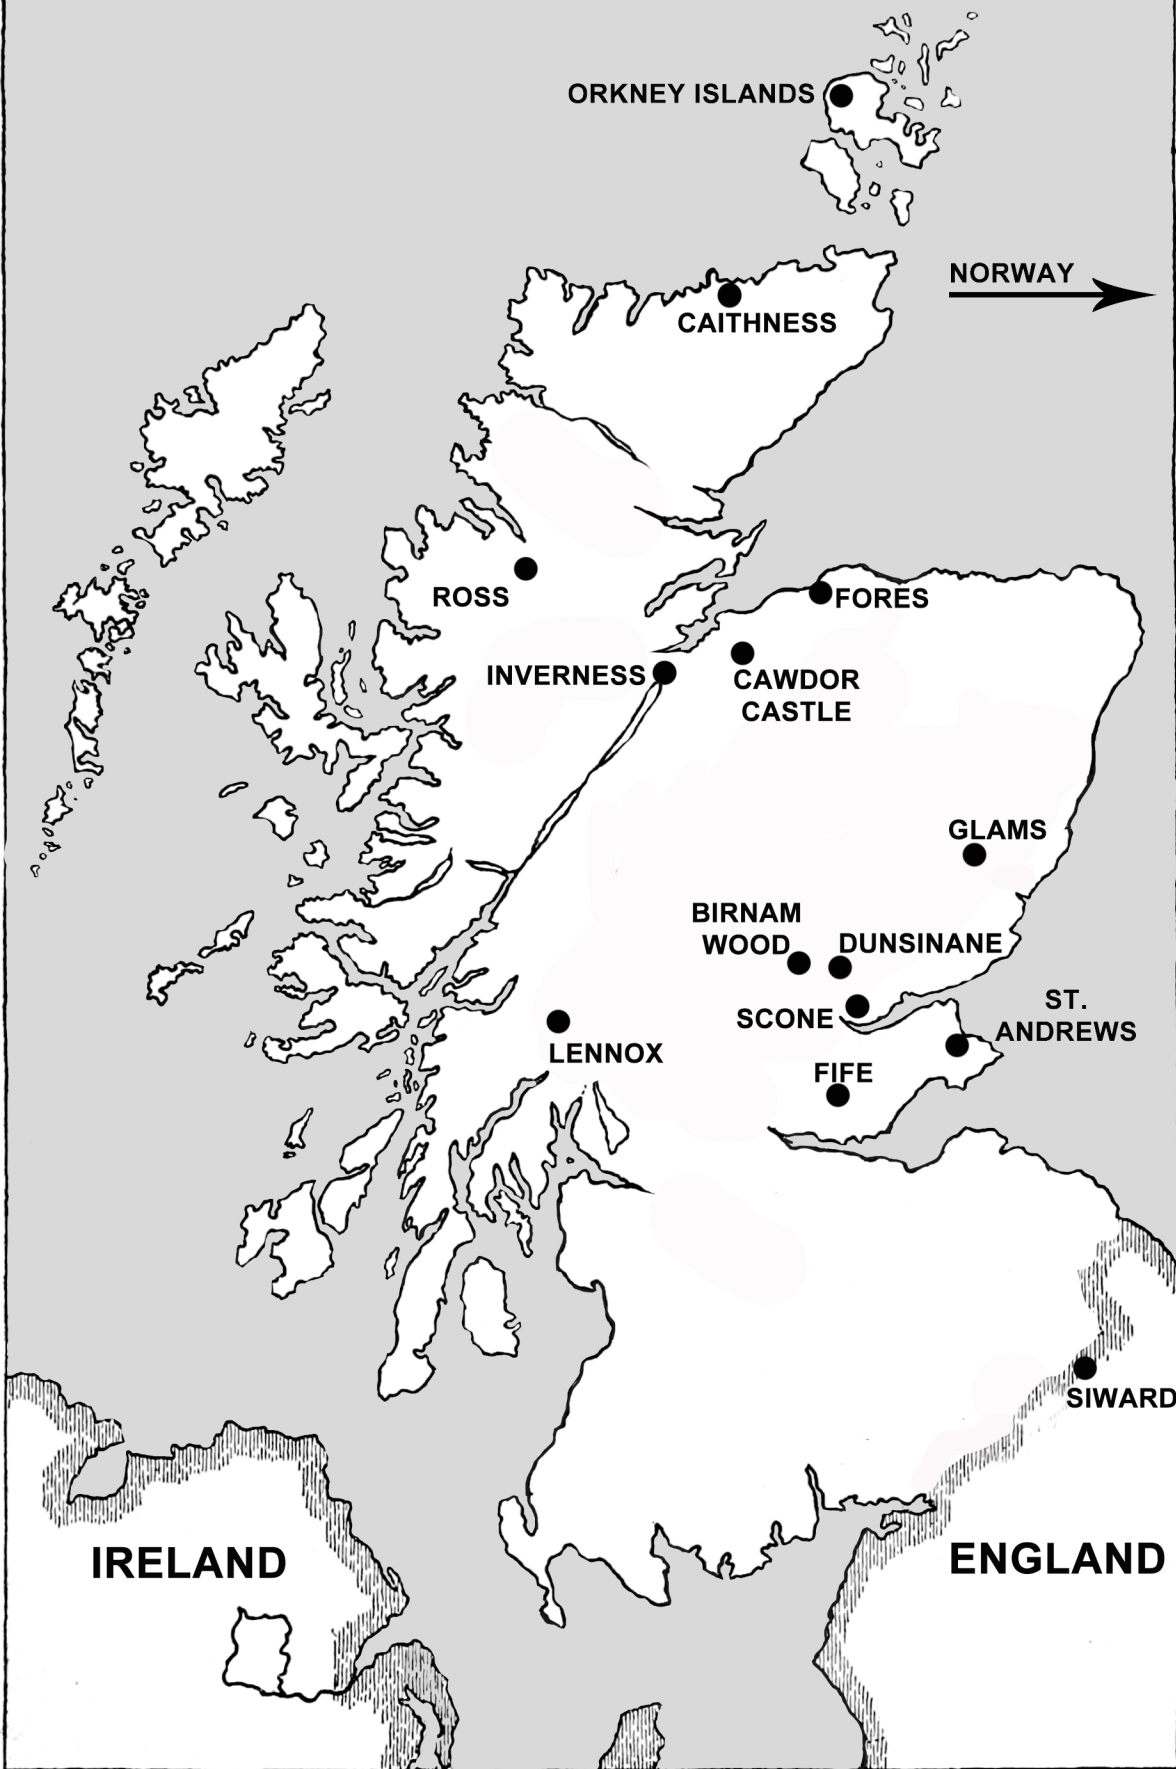 ORKNEY ISLANDS
NORWAY
CAITHNESS
ROSS
FORES
INVERNESS
CAWDOR
CASTLE
GLAMS
BIRNAM
WOOD
DUNSINANE
SCONE
ST.
ANDREWS
LENNOX
FIFE
SIWARD
IRELAND
ENGLAND